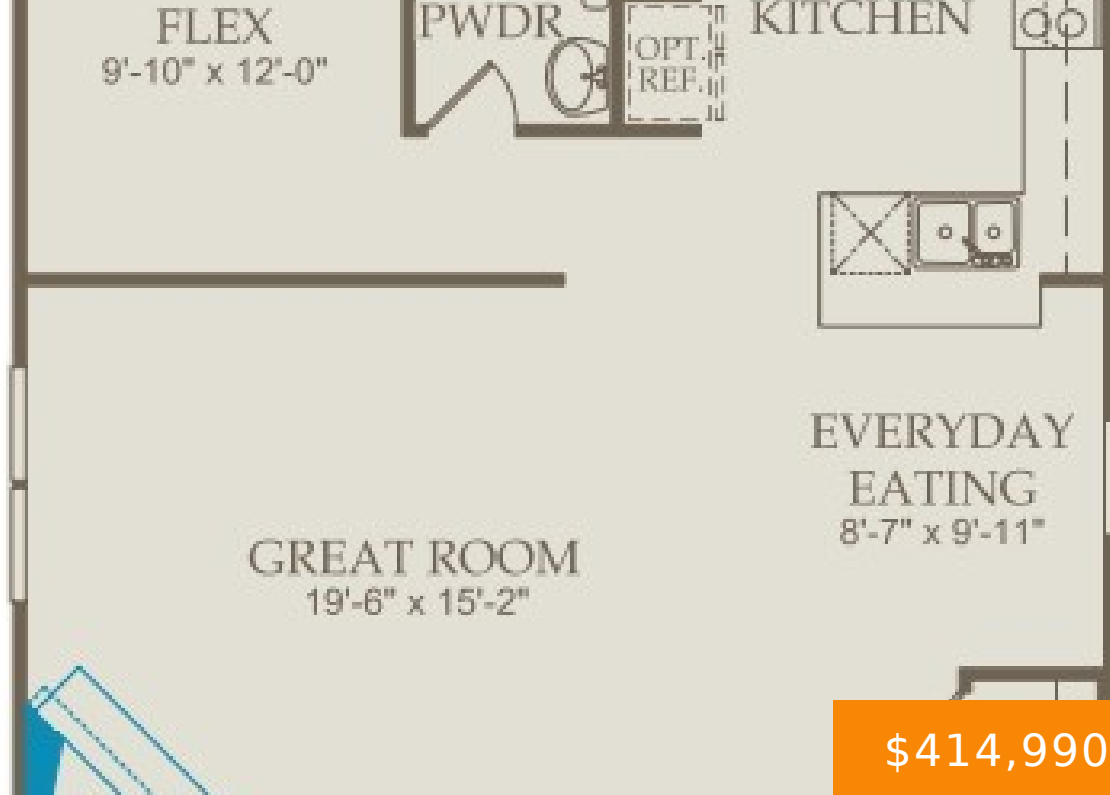 FLEX
9'-10" x 12'-0"
PWDR
OPT.
REF.
KITCHEN
EVERYDAY
EATING
8'-7" x 9'-11"
GREAT ROOM
19'-6" x 15'-2"
$414,990